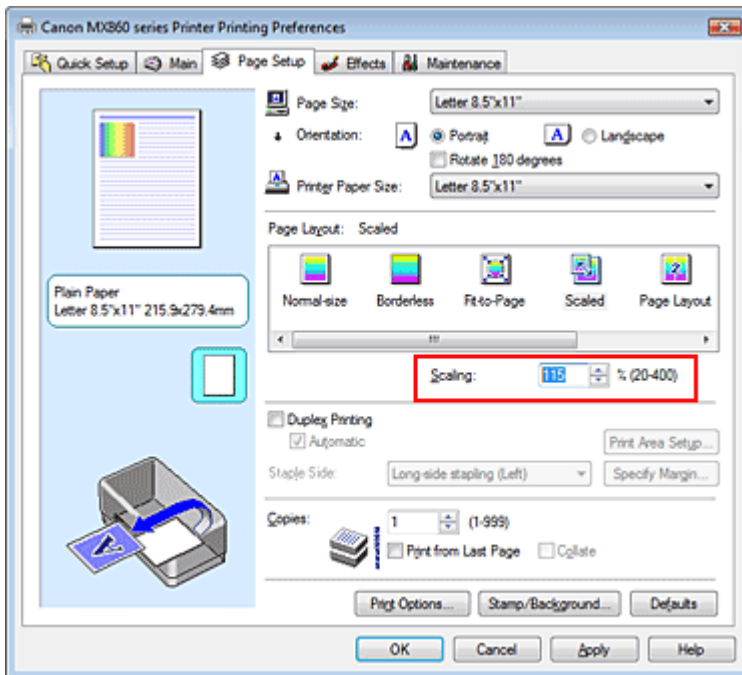 Canon MX860 series Printer Printing Preferences
Quick Setup Main Page Setup Effects Maintenance
Page Size: Letter 8.5"x11"
Orientation: A Portrait A Landscape
Rotate 180 degrees
Printer Paper Size: Letter 8.5"x11"
Page Layout: Scaled
Normal-size Borderless Fit-to-Page Scaled Page Layout
Plain Paper
Letter 8.5"x11" 215.9x279.4mm
Scaling: 115 % (20-400)
Duplex Printing
Automatic Print Area Setup...
Staple Side: Long-side stapling (Left) Specify Margin...
Copies: 1 (1-999)
Print from Last Page Collate
Print Options... Stamp/Background... Defaults
OK Cancel Apply Help